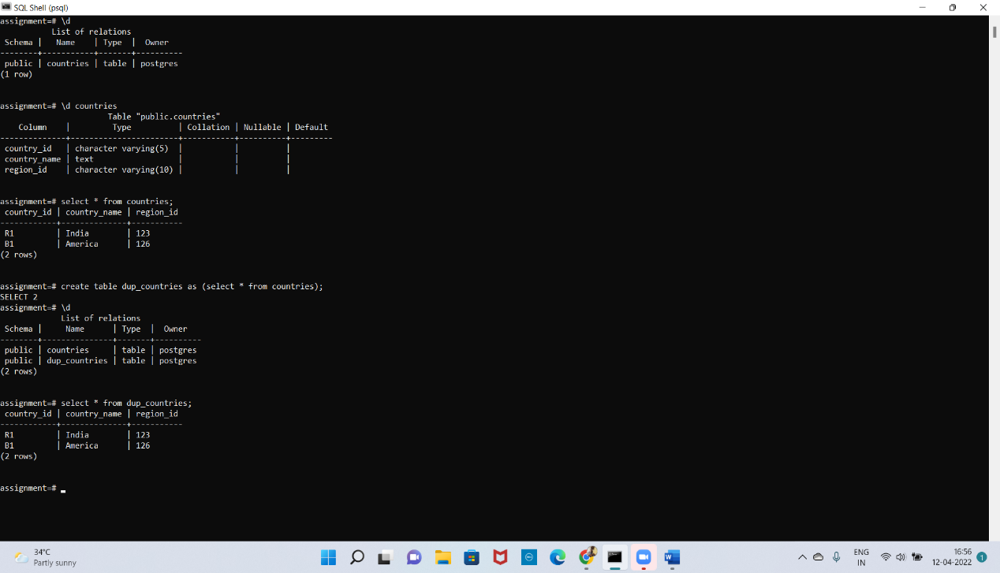 SQL Shell (psql)
assignment=# \d
List of relations
Schema | Name | Type | Owner
--------+-----------+-------+----------
public | countries | table | postgres
(1 row)
assignment=# \d countries
Table "public.countries"
Column | Type | Collation | Nullable | Default
--------------+-----------------------+-----------+----------+---------
country_id | character varying(5) | | |
country_name | text | | |
region_id | character varying(10) | | |
assignment=# select * from countries;
country_id | country_name | region_id
------------+--------------+-----------
R1 | India | 123
B1 | America | 126
(2 rows)
assignment=# create table dup_countries as (select * from countries);
SELECT 2
assignment=# \d
List of relations
Schema | Name | Type | Owner
--------+---------------+-------+----------
public | countries | table | postgres
public | dup_countries | table | postgres
(2 rows)
assignment=# select * from dup_countries;
country_id | country_name | region_id
------------+--------------+-----------
R1 | India | 123
B1 | America | 126
(2 rows)
assignment=#
34°C
Partly sunny
W
ENG
IN
16:56
12-04-2022
1